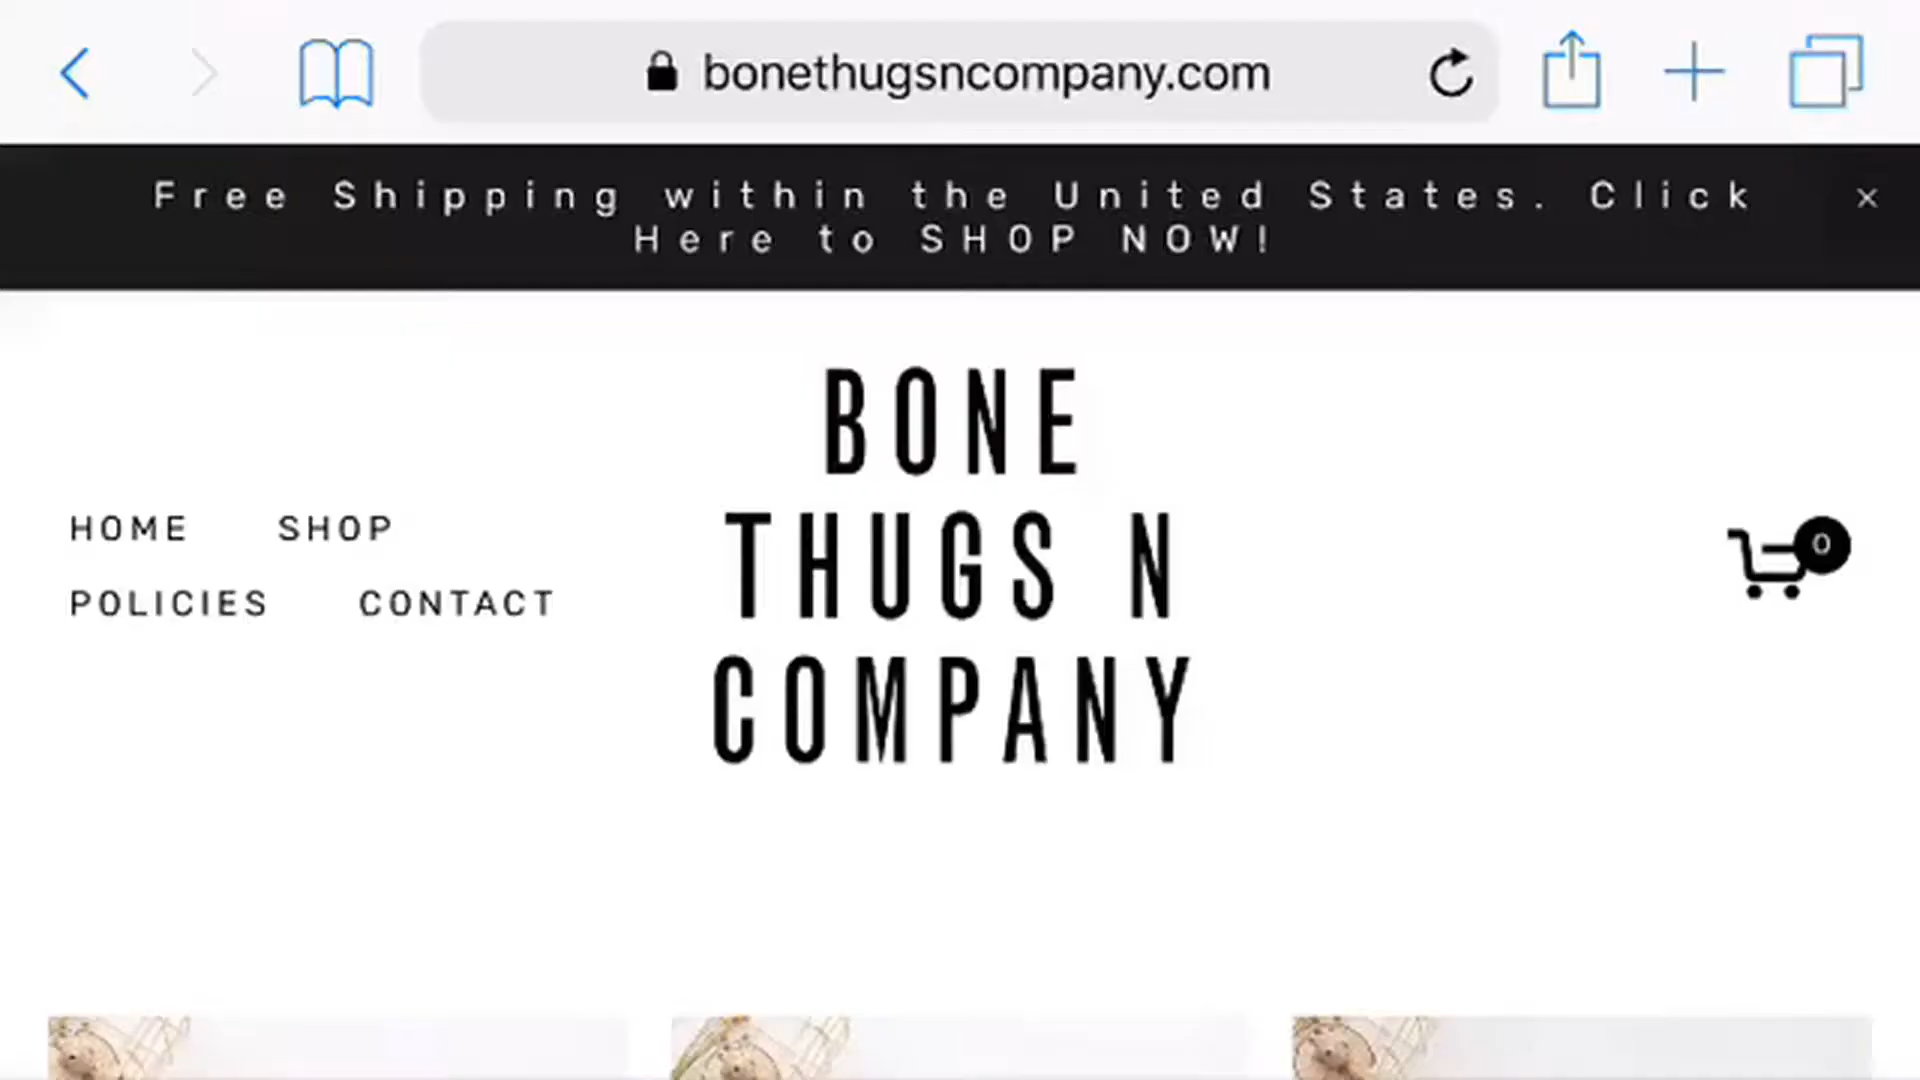 bonethugsncompany.com
Free Shipping within the United States. Click
Here to SHOP NOW!
BONE
THUGS N
COMPANY
HOME SHOP
POLICIES CONTACT
0